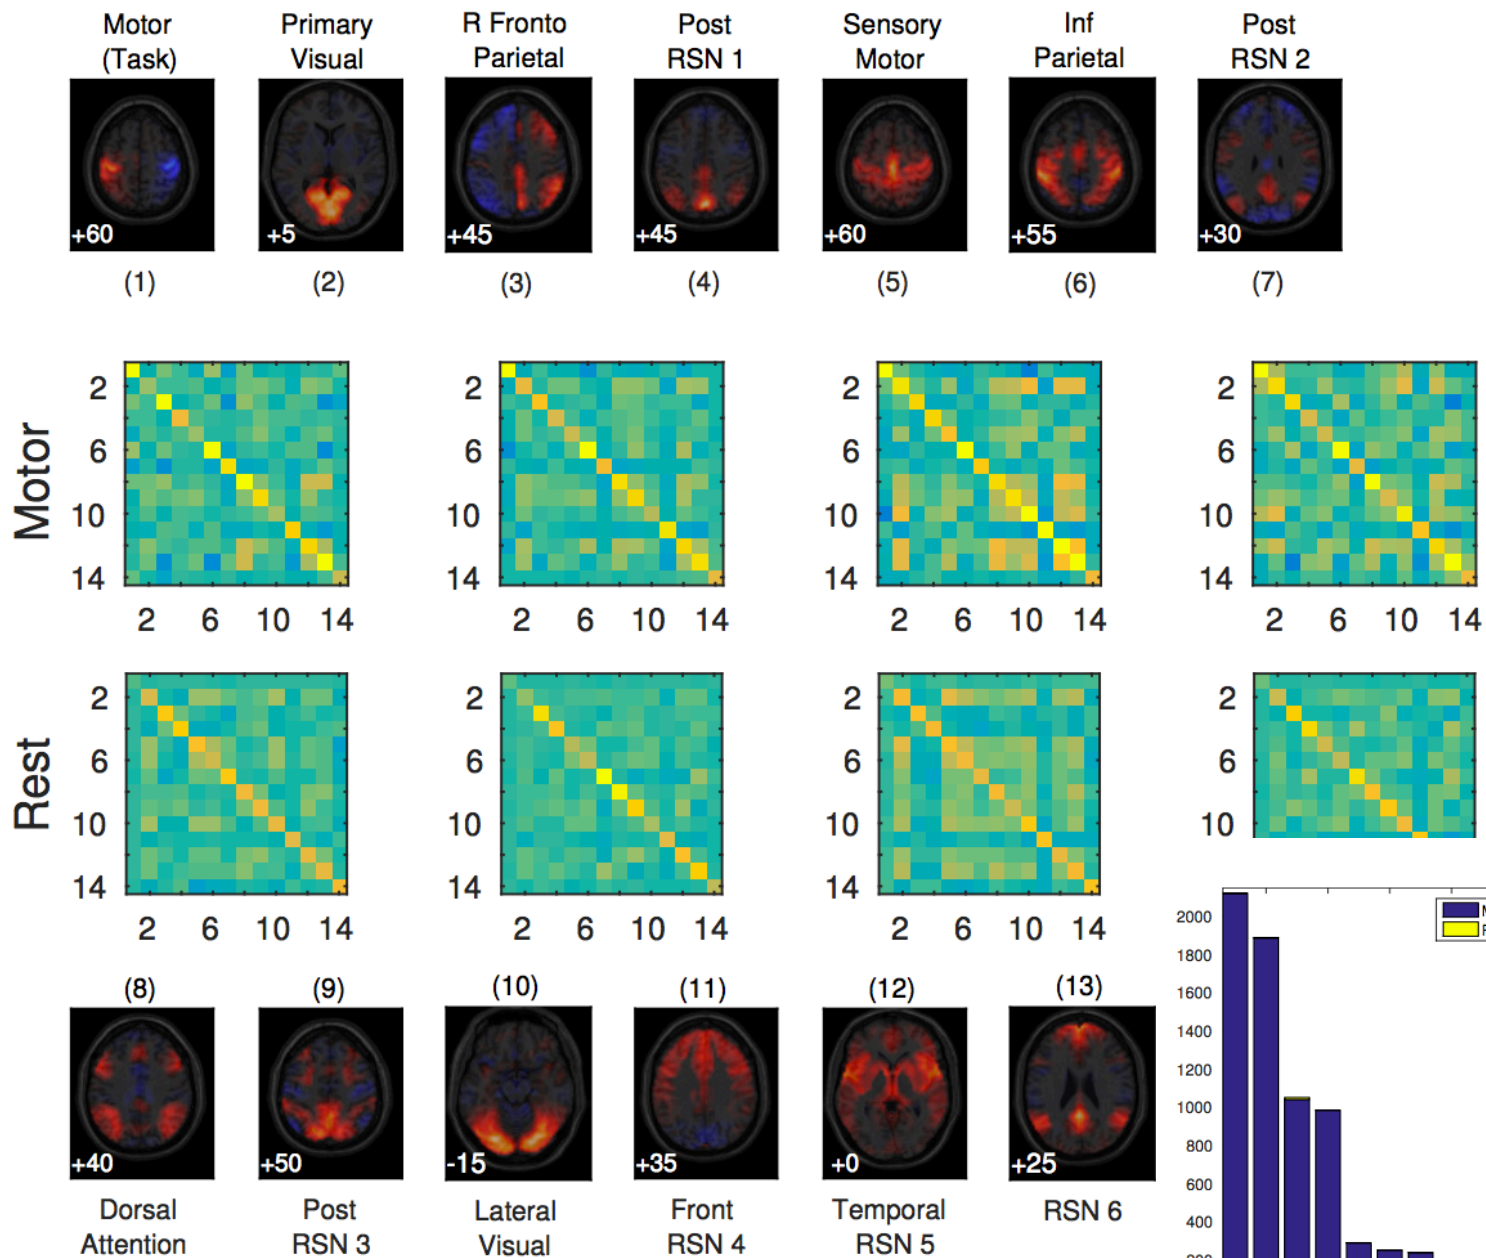 Motor Primary R Fronto Post Sensory Inf Post
(Task) Visual Parietal RSN 1 Motor Parietal RSN 2
+60 +5 +45 +45 +60 +55 +30
(1) (2) (3) (4) (5) (6) (7)
Motor
2 2 2 2
6 6 6 6
10 10 10 10
14 14 14 14
2 6 10 14 2 6 10 14 2 6 10 14 2 6 10 14
Rest
2 2 2 2
6 6 6 6
10 10 10 10
14 14 14
2 6 10 14 2 6 10 14 2 6 10 14
(8) (9) (10) (11) (12) (13)
+40 +50 -15 +35 +0 +25
Dorsal Post Lateral Front Temporal RSN 6
Attention RSN 3 Visual RSN 4 RSN 5
2000
1800
1600
1400
1200
1000
800
600
400